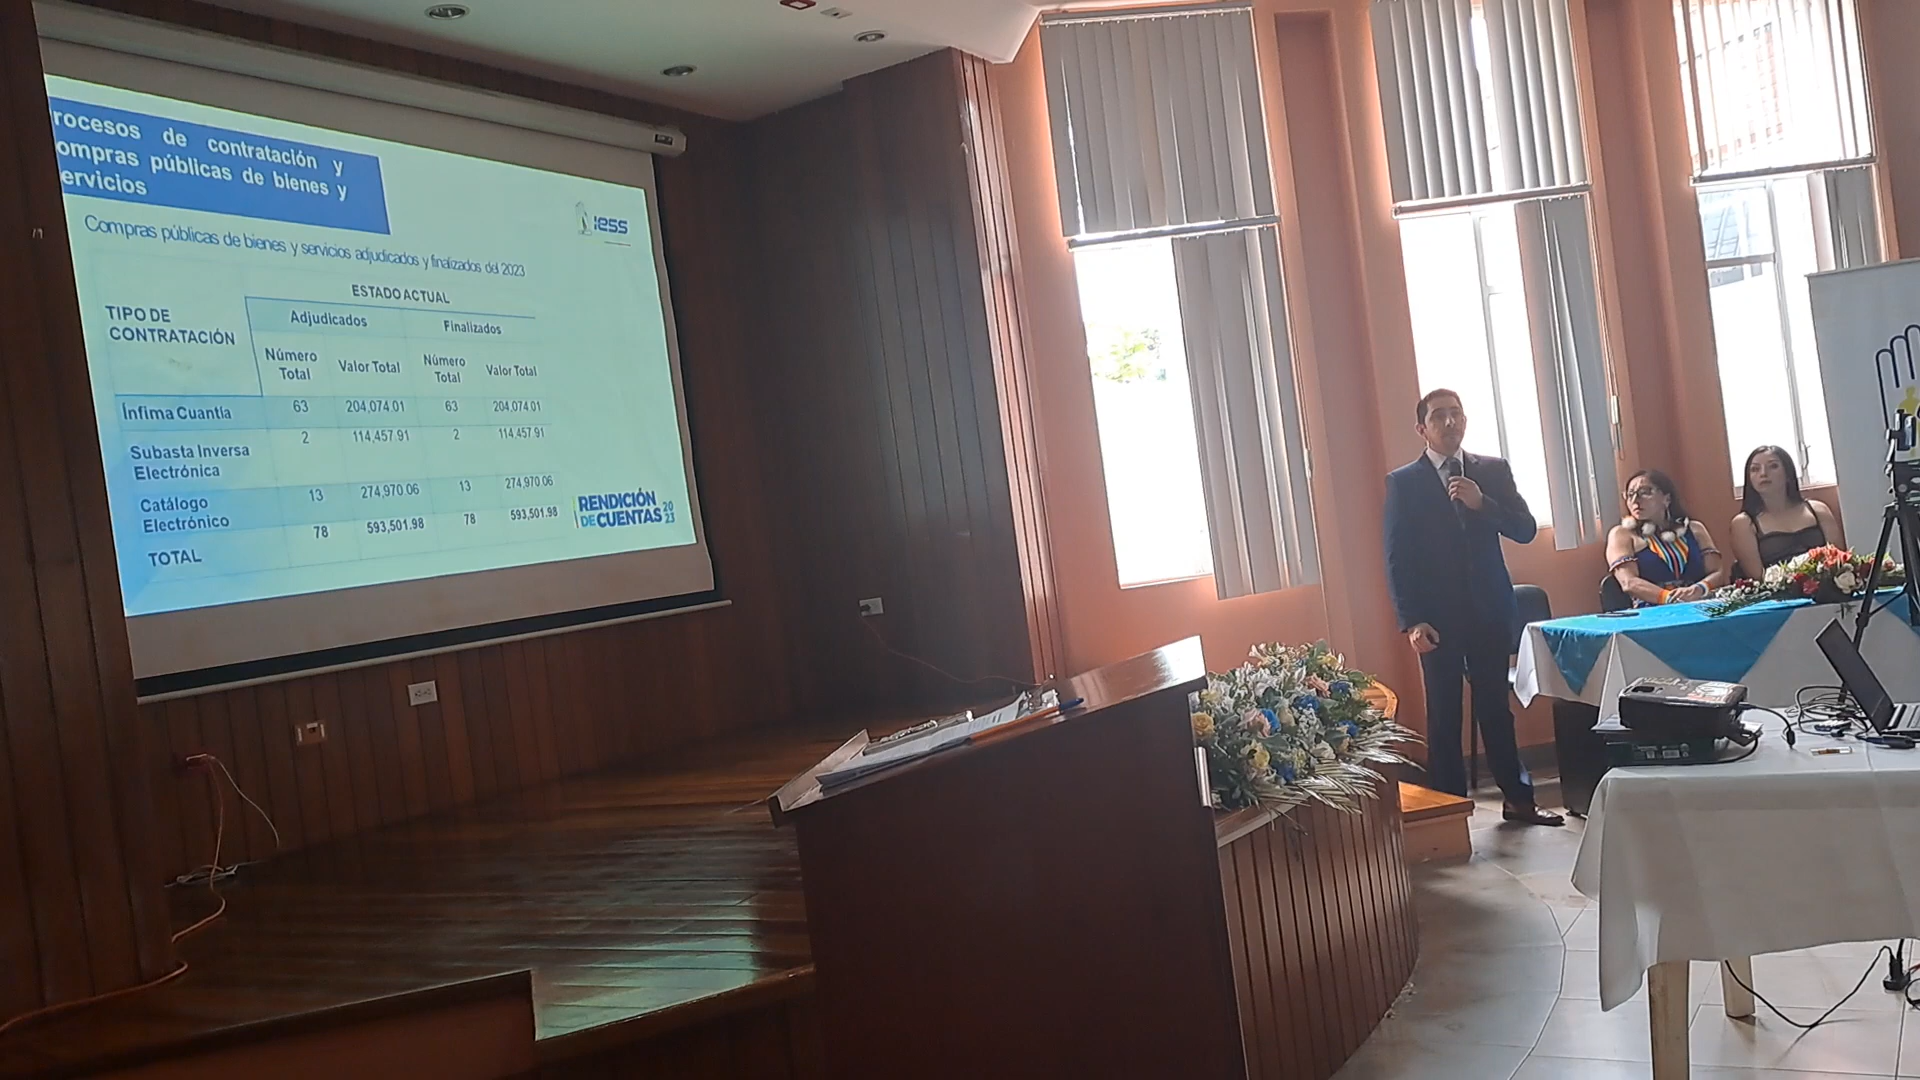 rocesos de contratación y
ompras públicas de bienes y
ervicios
iess
Compras públicas de bienes y servicios adjudicados y finalizados del 2023
TIPO DE CONTRATACIÓN
ESTADO ACTUAL
Adjudicados Finalizados
Número Total Valor Total Número Total Valor Total
Ínfima Cuantía 63 204,074.01 63 204,074.01
Subasta Inversa Electrónica 2 114,457.91 2 114,457.91
Catálogo Electrónico 13 274,970.06 13 274,970.06
TOTAL 78 593,501.98 78 593,501.98
RENDICIÓN
DE CUENTAS 2023